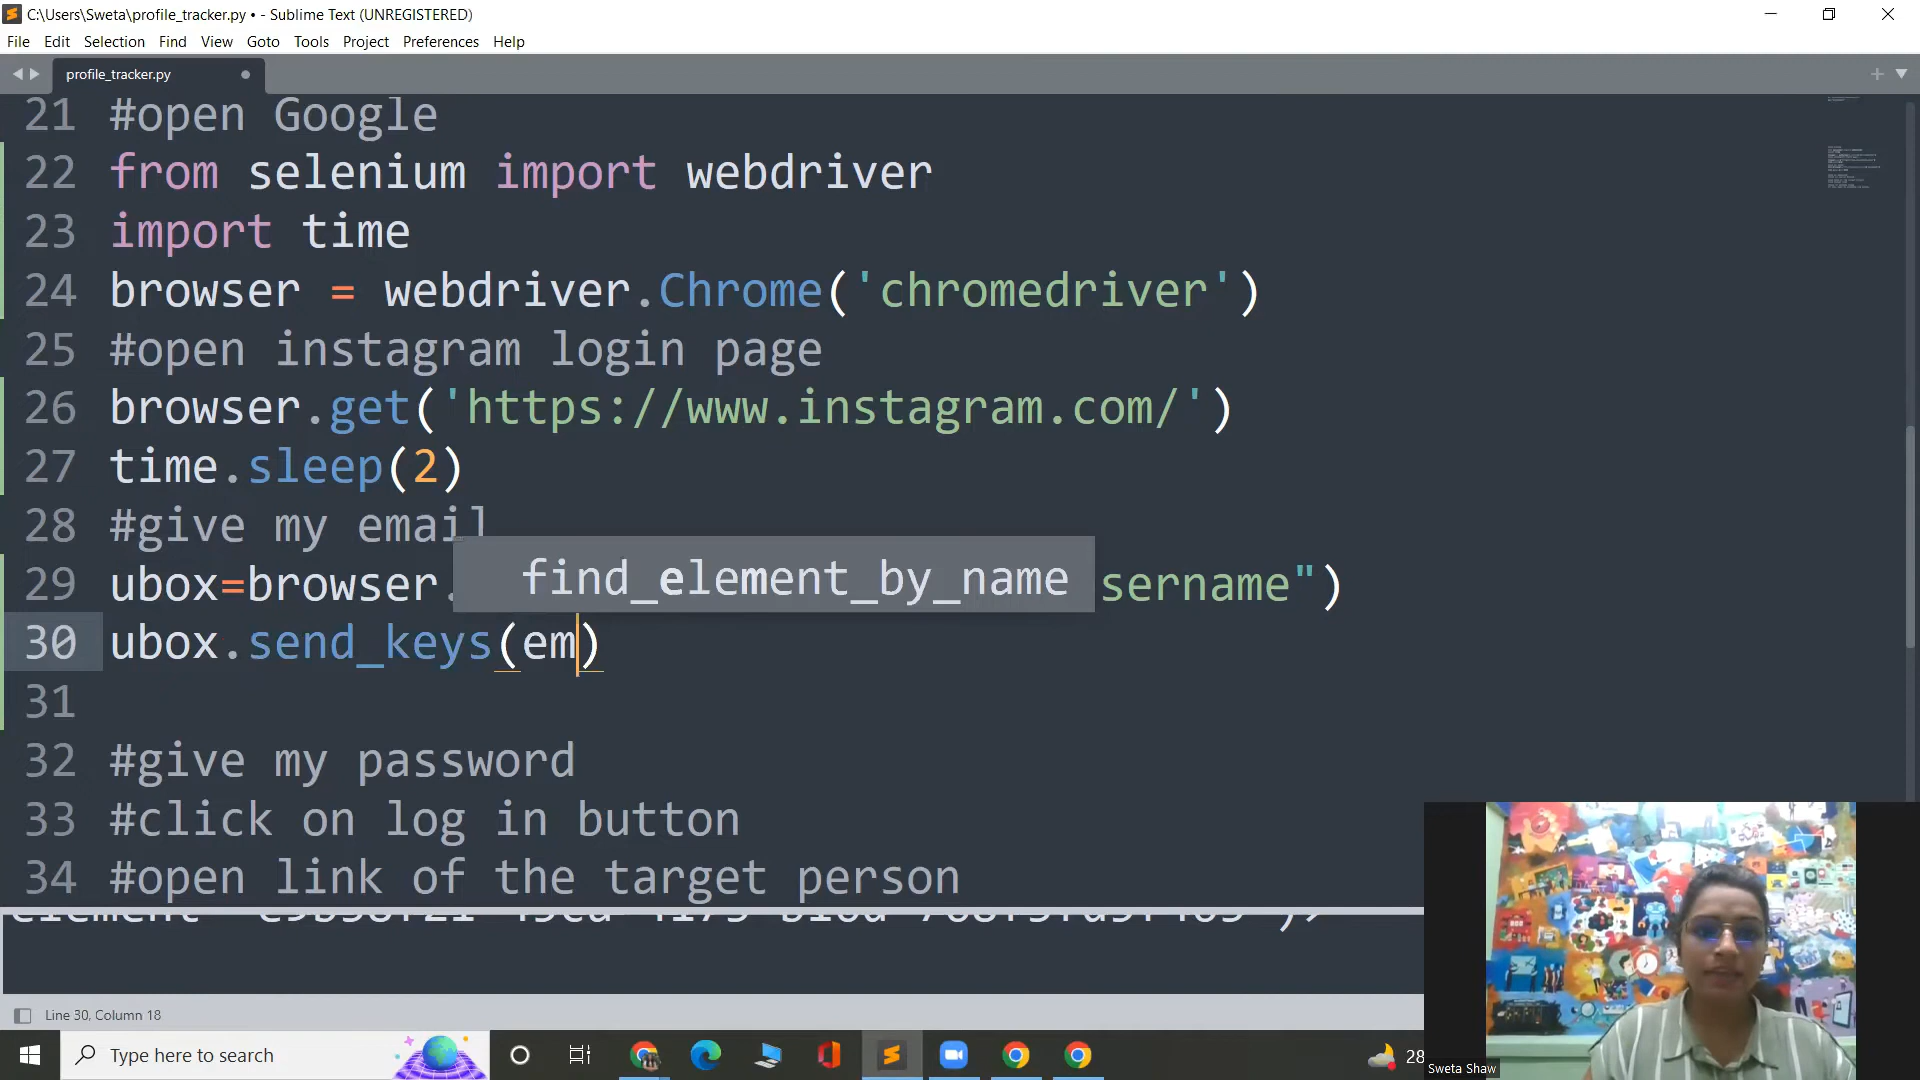 C:\Users\Sweta\profile_tracker.py • - Sublime Text (UNREGISTERED)
File Edit Selection Find View Goto Tools Project Preferences Help
profile_tracker.py
21 #open Google
22 from selenium import webdriver
23 import time
24 browser = webdriver.Chrome('chromedriver')
25 #open instagram login page
26 browser.get('https://www.instagram.com/')
27 time.sleep(2)
28 #give my email
find_element_by_name
29 ubox=browser. sername")
30 ubox.send_keys(em)
31
32 #give my password
33 #click on log in button
34 #open link of the target person
Line 30, Column 18
Type here to search
28
Sweta Shaw